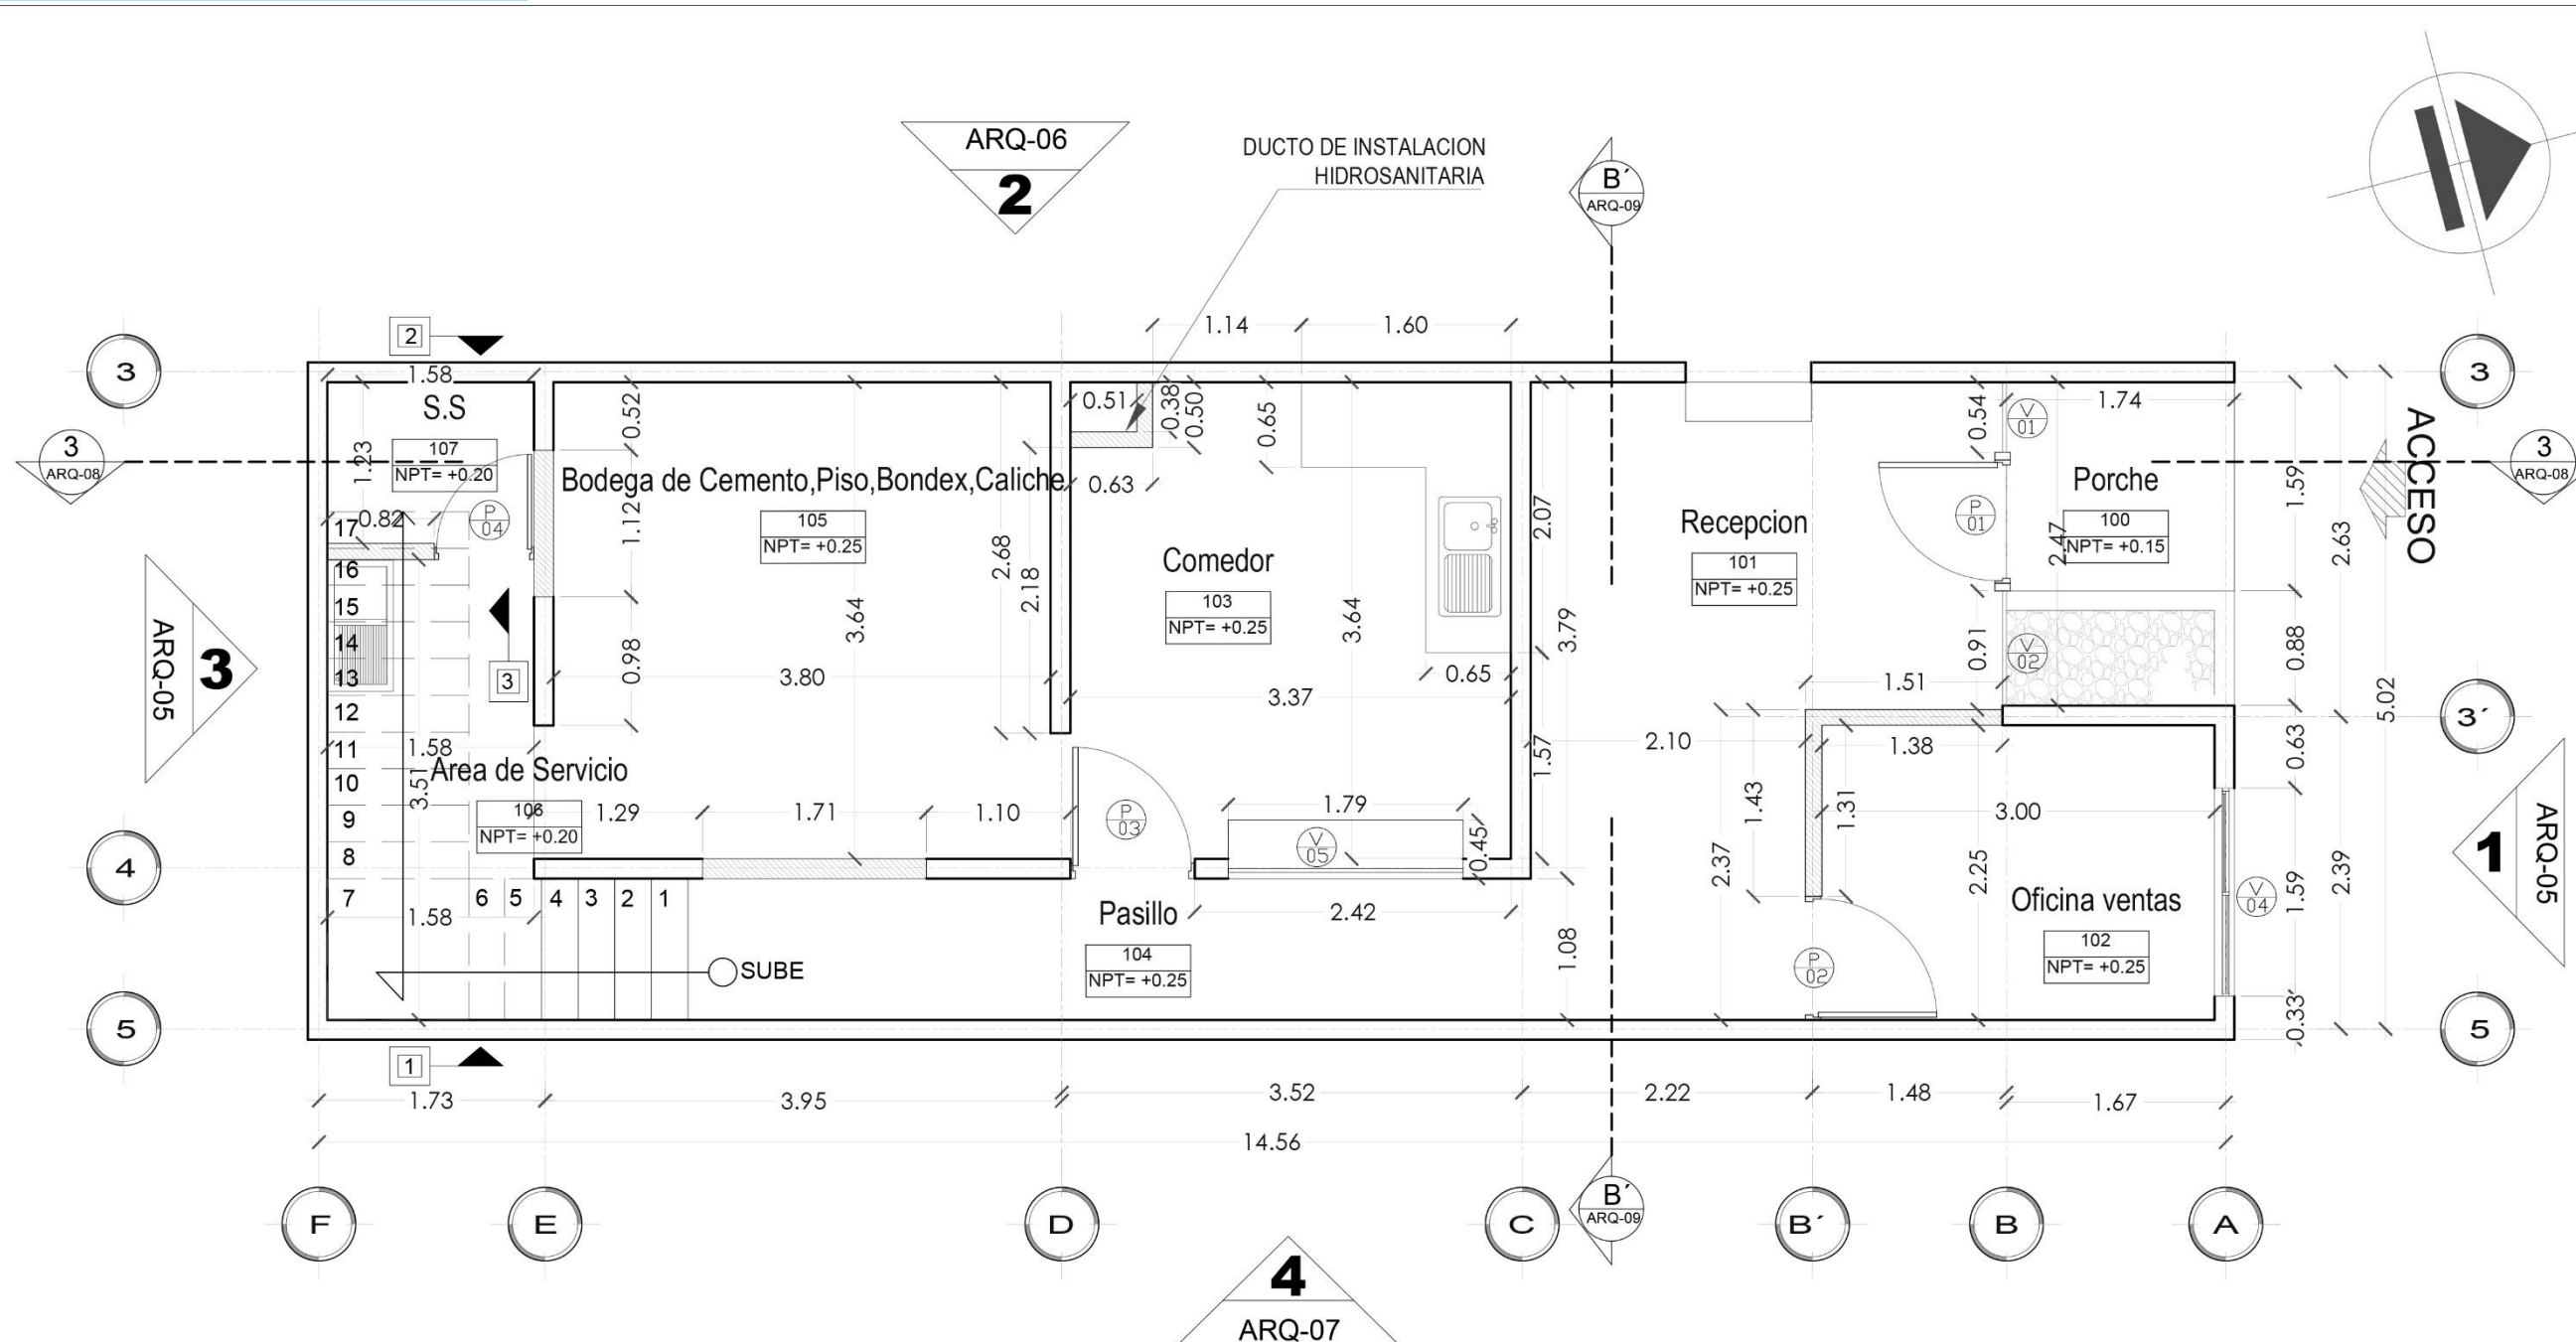 ARQ-06
2
DUCTO DE INSTALACION
HIDROSANITARIA
B´
ARQ-09
2
1.14
1.60
3
3
1.58
S.S
107
NPT= +0.20
1.23
0.52
0.51
0.38
0.50
0.65
0.54
V
01
1.74
ACCESO
3
ARQ-08
3
ARQ-08
Bodega de Cemento,Piso,Bondex,Caliche
105
NPT= +0.25
0.63
Porche
100
NPT= +0.15
1.59
17
0.82
P
04
1.12
2.68
2.18
3.64
Comedor
103
NPT= +0.25
3.64
2.07
3.79
Recepcion
101
NPT= +0.25
P
01
2.47
2.63
16
15
14
13
12
11
10
9
8
7
ARQ-05
3
3
0.98
3.80
3.37
0.65
1.51
0.91
V
02
0.88
5.02
3´
1.58
3.51
Area de Servicio
106
NPT= +0.20
1.29
1.71
1.10
P
03
1.79
V
05
0.45
1.57
2.10
1.43
1.31
1.38
3.00
0.63
ARQ-05
1
4
6
5
4
3
2
1
1.58
Pasillo
104
NPT= +0.25
2.42
1.08
2.37
2.25
Oficina ventas
102
NPT= +0.25
V
04
1.59
2.39
SUBE
P
02
0.33
5
5
1
1.73
3.95
3.52
2.22
1.48
1.67
14.56
F
E
D
C
B´
ARQ-09
B´
B
A
4
ARQ-07